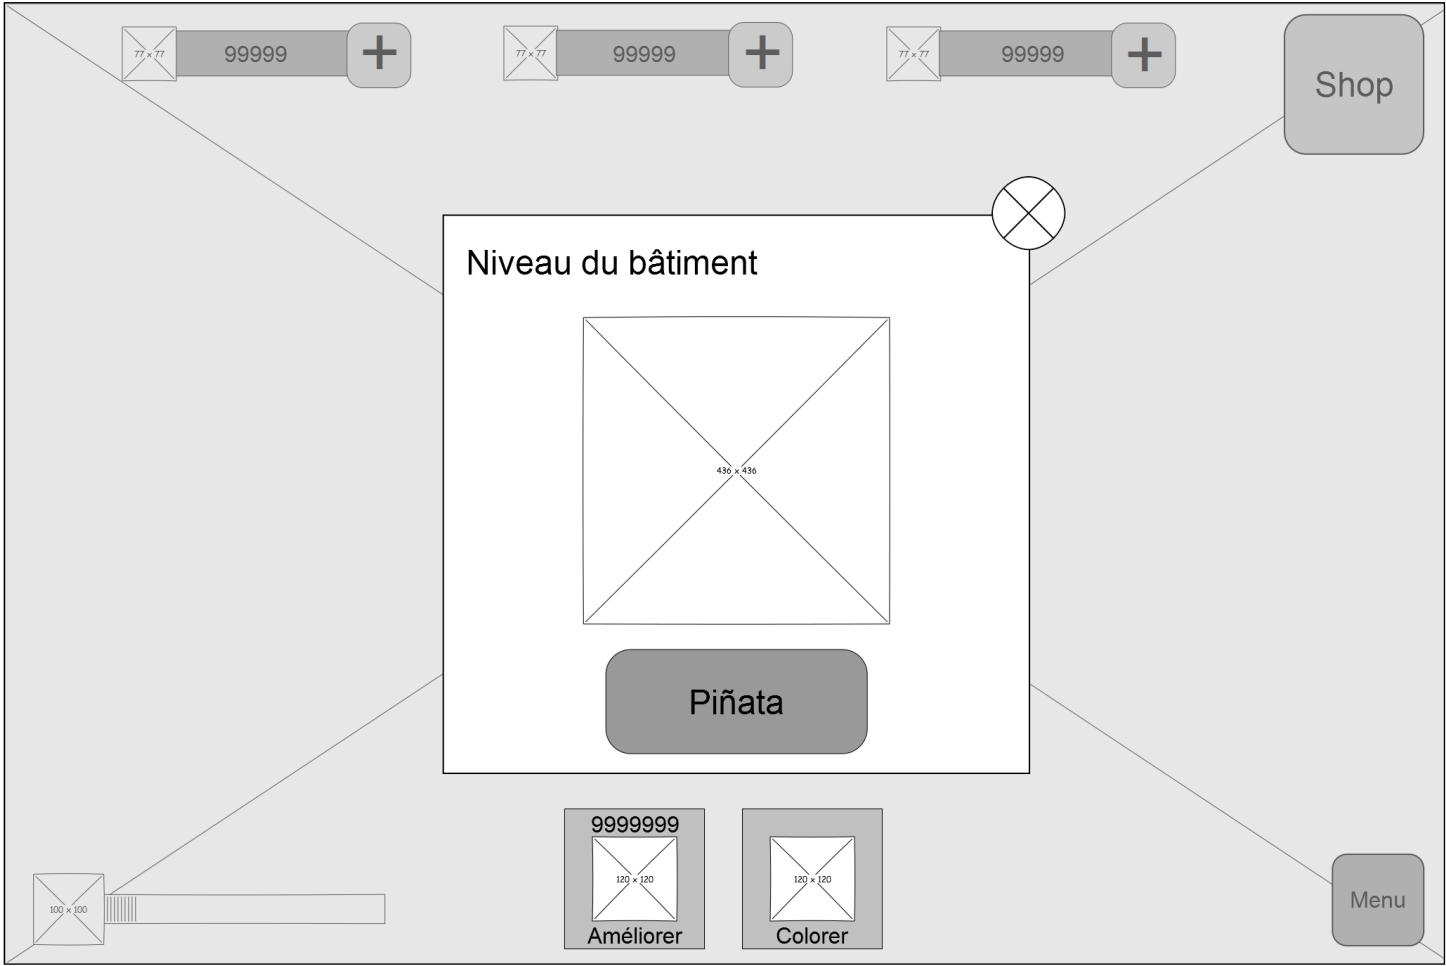 77 × 77
99999
+
77 × 77
99999
+
77 × 77
99999
+
Shop
Niveau du bâtiment
436 × 436
Piñata
9999999
120 × 120
Améliorer
120 × 120
Colorer
100 × 100
Menu